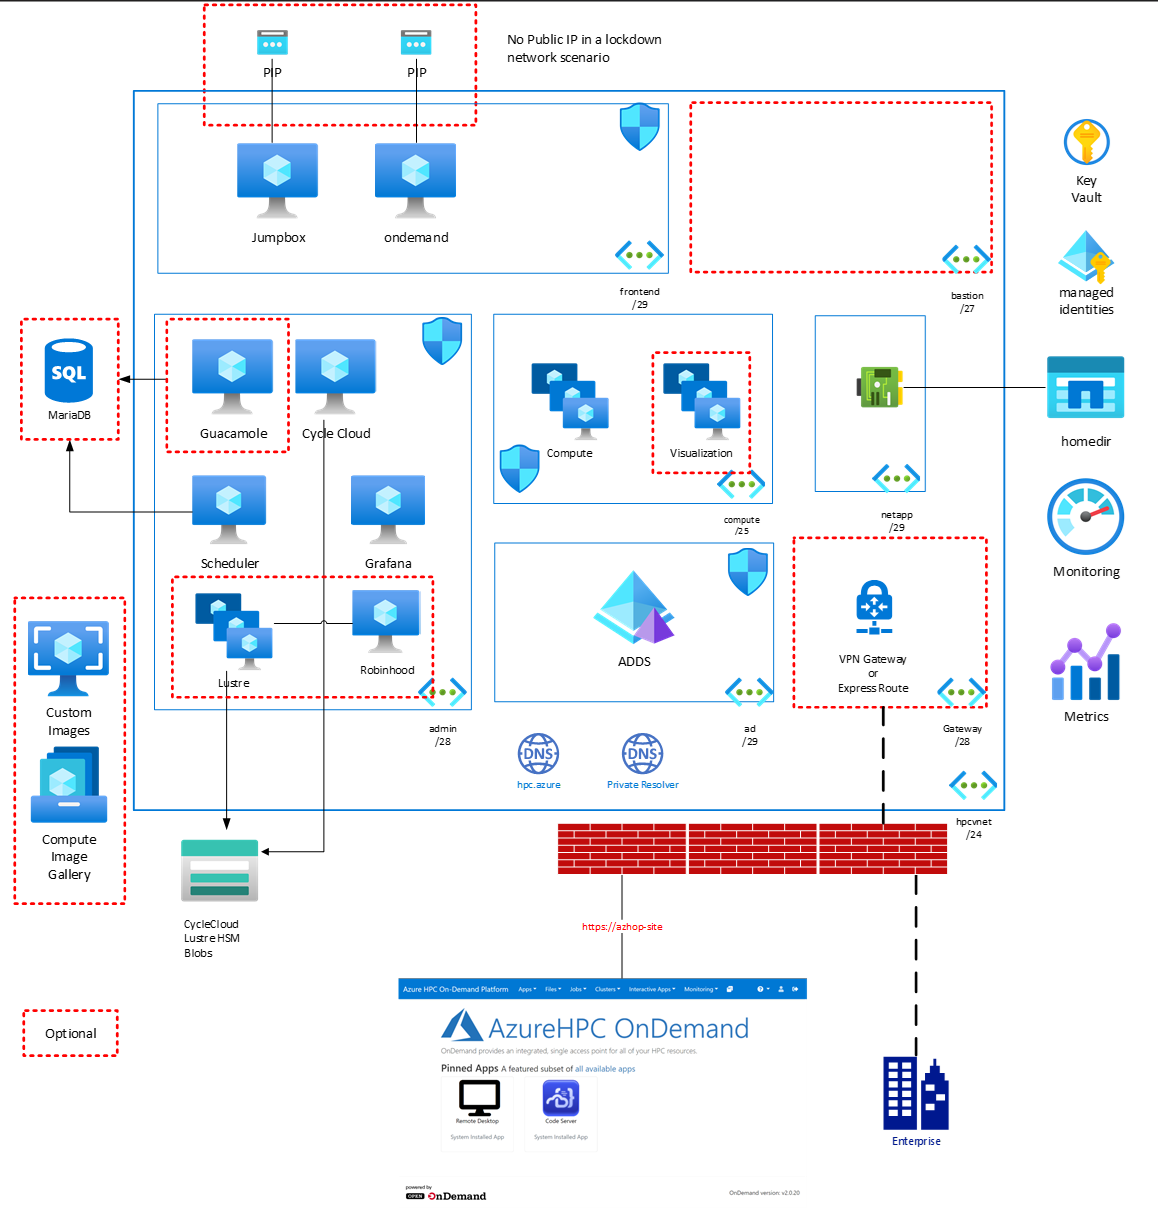 PIP
PIP
No Public IP in a lockdown
network scenario
Jumpbox
ondemand
frontend
/29
bastion
/27
Key
Vault
managed
identities
SQL
MariaDB
Guacamole
Cycle Cloud
Compute
Visualization
compute
/25
netapp
/29
homedir
Scheduler
Grafana
Monitoring
Lustre
Robinhood
admin
/28
ADDS
ad
/29
VPN Gateway
or
Express Route
Gateway
/28
Metrics
Custom
Images
Compute
Image
Gallery
DNS
hpc.azure
DNS
Private Resolver
hpcvnet
/24
CycleCloud
Lustre HSM
Blobs
https://azhop-site
Optional
Azure HPC On-Demand Platform Apps Files Jobs Clusters Interactive Apps Monitoring
AzureHPC OnDemand
OnDemand provides an integrated, single access point for all of your HPC resources.
Pinned Apps A featured subset of all available apps
Remote Desktop
System Installed App
Code Server
System Installed App
Enterprise
powered by
OPEN OnDemand
OnDemand version: v2.0.20